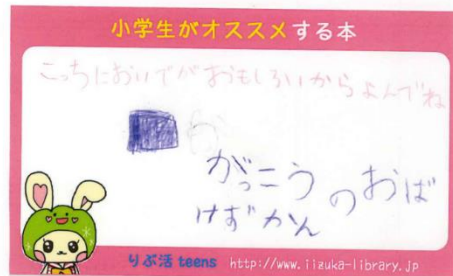 小学生がオススメする本
こっちにおいでがおもしろいからよんでね
がっこうのおば
けずかん
りぶ活 teens http://www.iizuka-library.jp